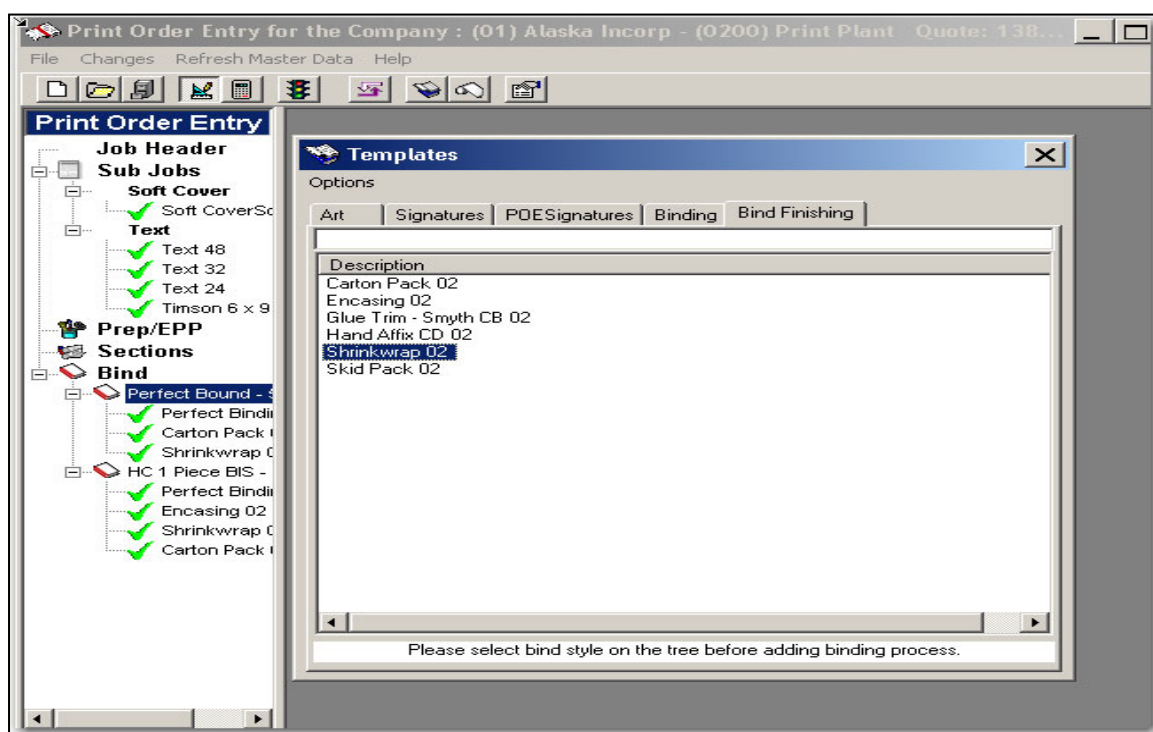 Print Order Entry for the Company : (01) Alaska Incorp - (0200) Print Plant Quote: 138...
File Changes Refresh Master Data Help
Print Order Entry
Job Header
Sub Jobs
Soft Cover
Soft CoverSc
Text
Text 48
Text 32
Text 24
Timson 6 x 9
Prep/EPP
Sections
Bind
Perfect Bound -
Perfect Bindi
Carton Pack
Shrinkwrap
HC 1 Piece BIS -
Perfect Bindi
Encasing 02
Shrinkwrap
Carton Pack
Templates
Options
Art Signatures POESignatures Binding Bind Finishing
Description
Carton Pack 02
Encasing 02
Glue Trim - Smyth CB 02
Hand Affix CD 02
Shrinkwrap 02
Skid Pack 02
Please select bind style on the tree before adding binding process.